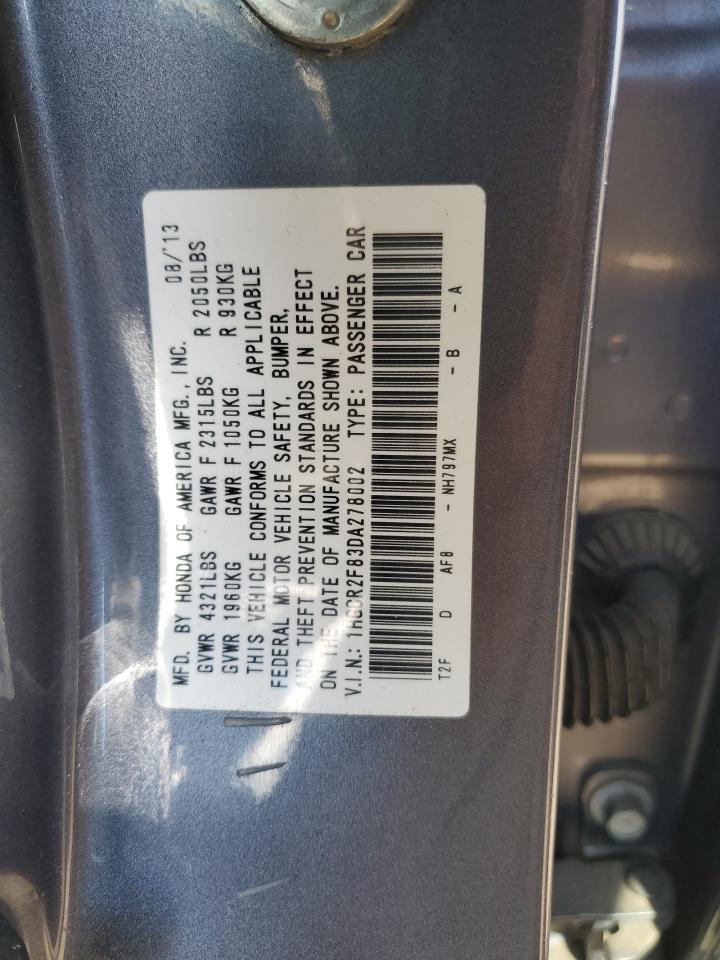 MFD. BY HONDA OF AMERICA MFG., INC. 08/'13
GVWR 4321LBS GAWR F 2315LBS R 2050LBS
GVWR 1960KG GAWR F 1050KG R 930KG
THIS VEHICLE CONFORMS TO ALL APPLICABLE
FEDERAL MOTOR VEHICLE SAFETY, BUMPER,
AND THEFT PREVENTION STANDARDS IN EFFECT
ON THE DATE OF MANUFACTURE SHOWN ABOVE.
V.I.N.: 1HGCR2F83DA278002 TYPE: PASSENGER CAR
T2F D AF8 - NH797MX - B - A